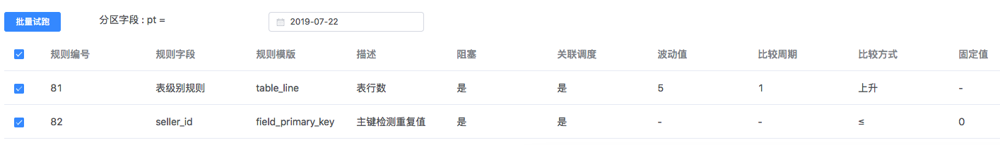 批量试跑 分区字段 : pt = 2019-07-22
规则编号 规则字段 规则模版 描述 阻塞 关联调度 波动值 比较周期 比较方式 固定值
81 表级别规则 table_line 表行数 是 是 5 1 上升 -
82 seller_id field_primary_key 主键检测重复值 是 是 - - ≤ 0